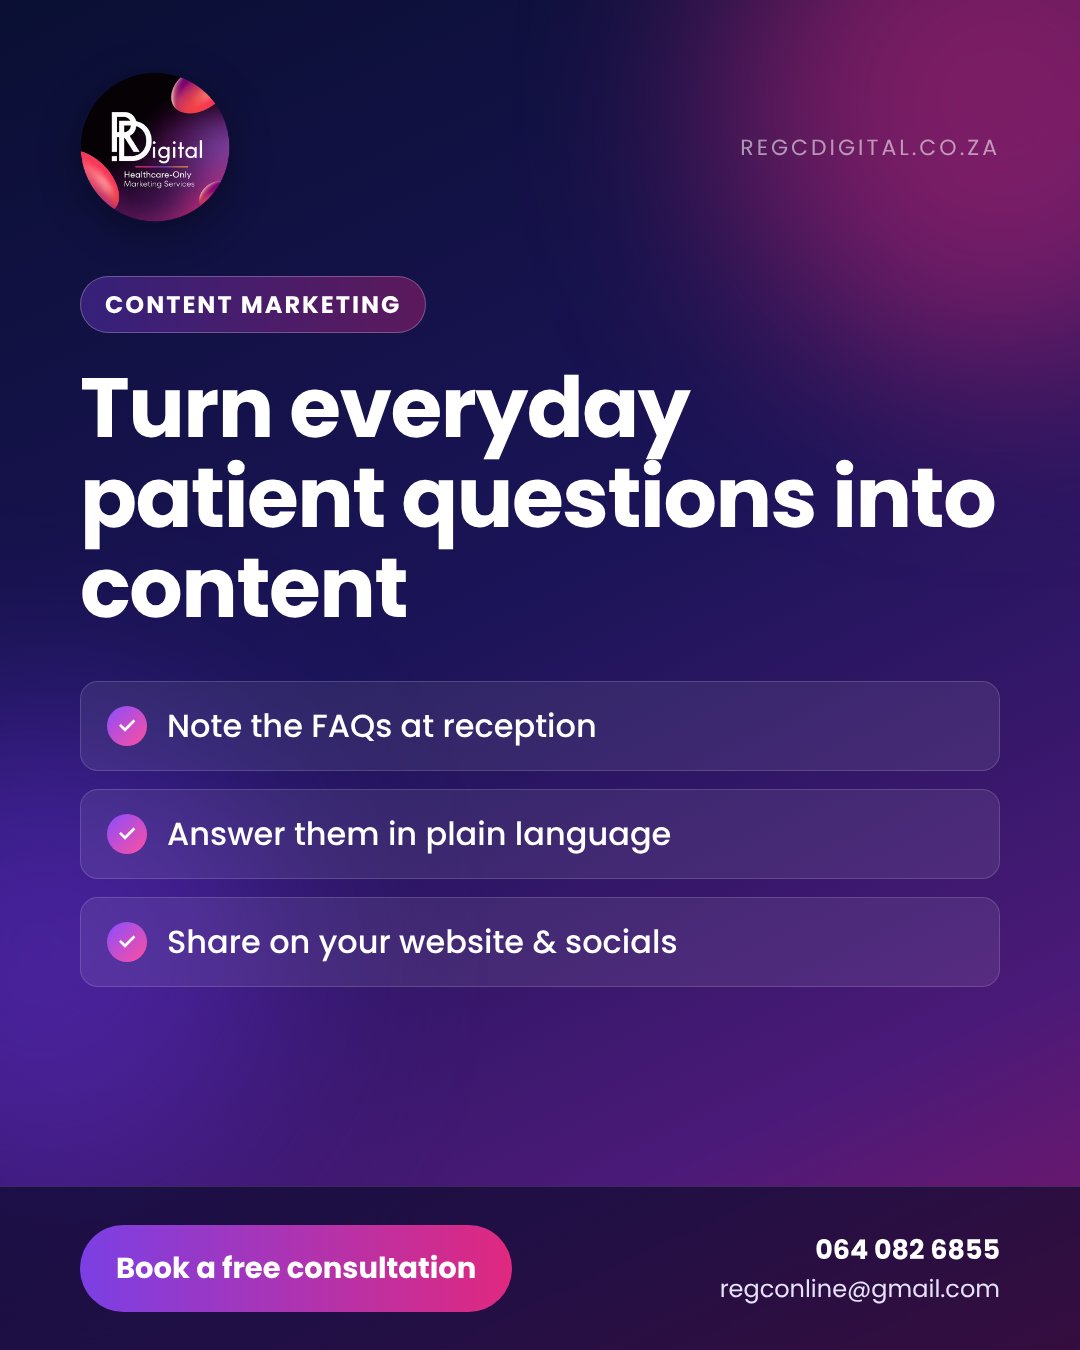 RDigital
Healthcare-Only
Marketing Services
REGCDIGITAL.CO.ZA
CONTENT MARKETING
Turn everyday
patient questions into
content
Note the FAQs at reception
Answer them in plain language
Share on your website & socials
Book a free consultation
064 082 6855
regconline@gmail.com